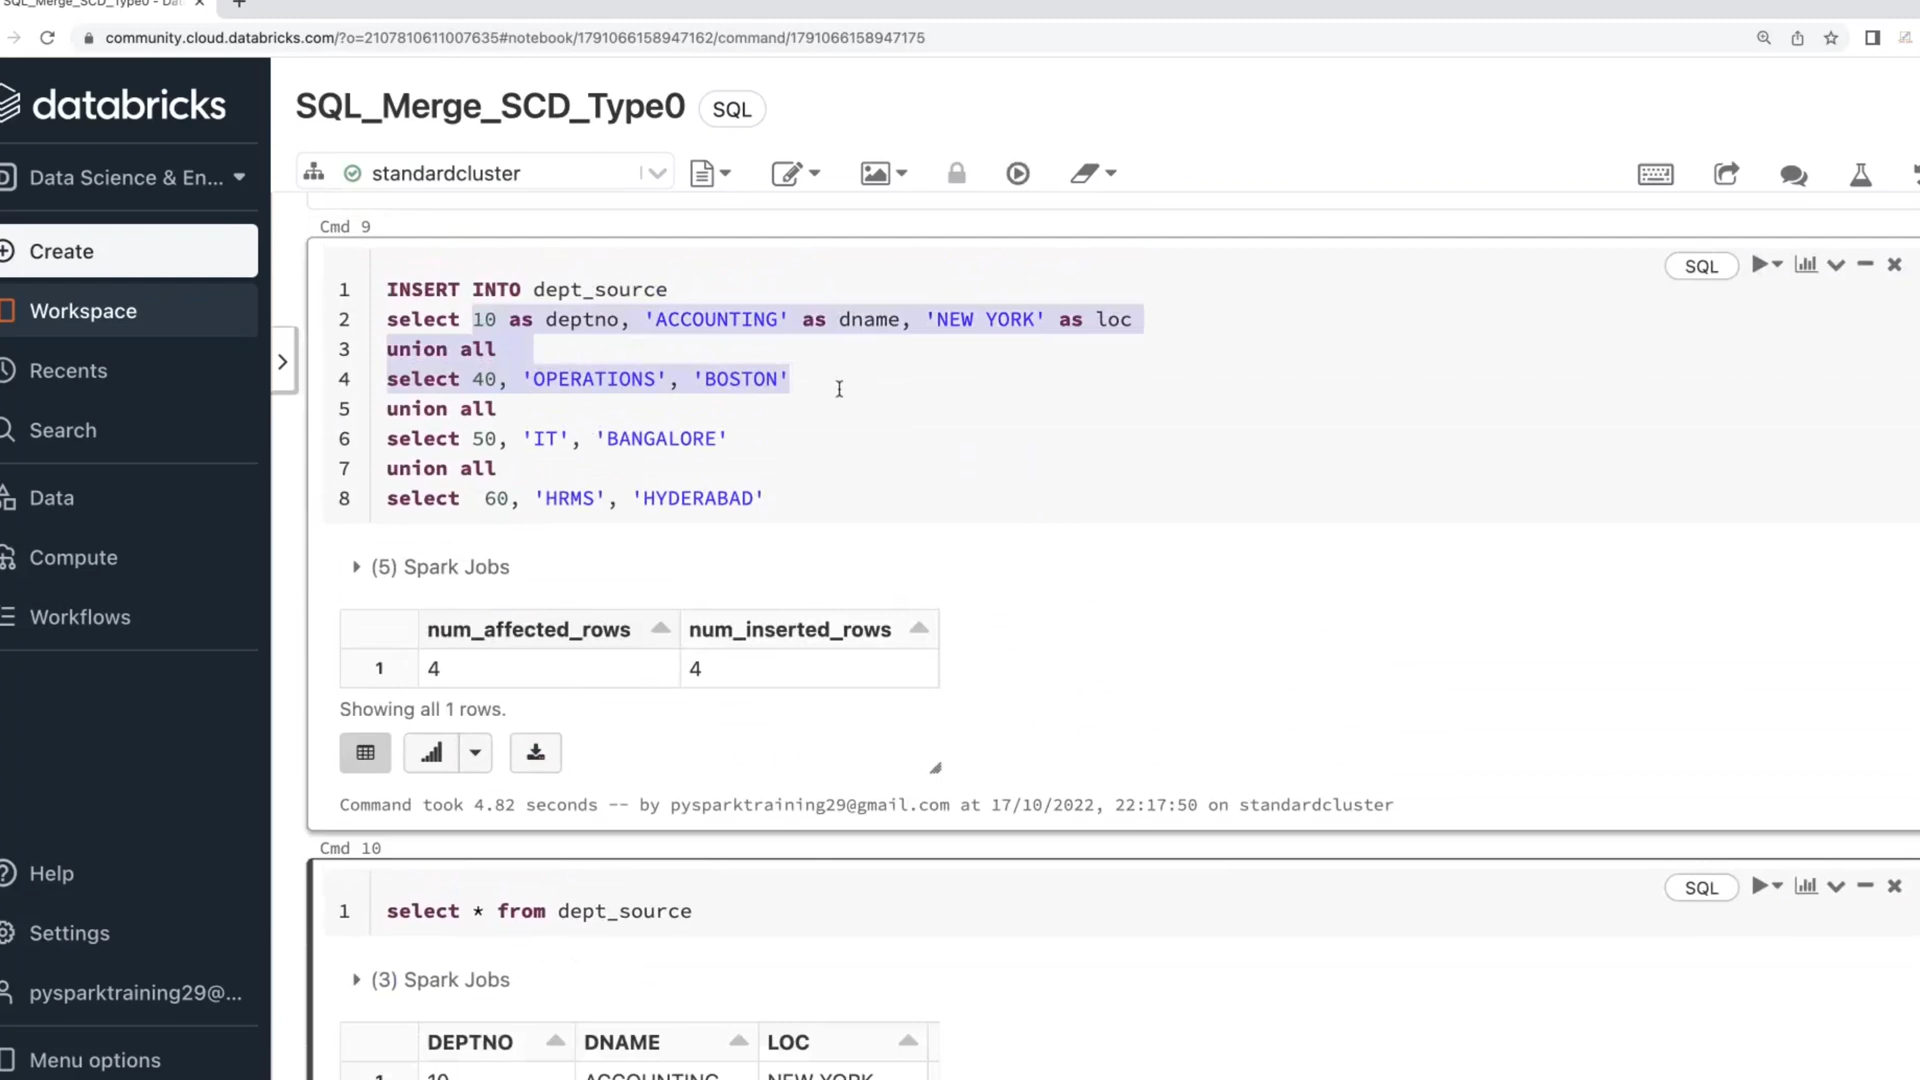 SQL_Merge_SCD_Type0 - Da
community.cloud.databricks.com/?o=2107810611007635#notebook/1791066158947162/command/1791066158947175
databricks
Data Science & En...
Create
Workspace
Recents
Search
Data
Compute
Workflows
Help
Settings
pysparktraining29@...
Menu options
SQL_Merge_SCD_Type0 SQL
standardcluster
Cmd 9
SQL
1 INSERT INTO dept_source
2 select 10 as deptno, 'ACCOUNTING' as dname, 'NEW YORK' as loc
3 union all
4 select 40, 'OPERATIONS', 'BOSTON'
5 union all
6 select 50, 'IT', 'BANGALORE'
7 union all
8 select  60, 'HRMS', 'HYDERABAD'
(5) Spark Jobs
num_affected_rows num_inserted_rows
1 4 4
Showing all 1 rows.
Command took 4.82 seconds -- by pysparktraining29@gmail.com at 17/10/2022, 22:17:50 on standardcluster
Cmd 10
SQL
1 select * from dept_source
(3) Spark Jobs
DEPTNO DNAME LOC
1 10 ACCOUNTING NEW YORK